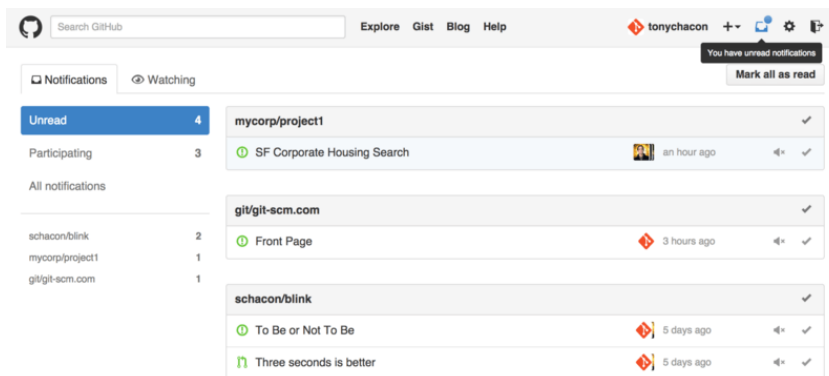 Search GitHub Explore Gist Blog Help tonychacon
You have unread notifications
Notifications Watching Mark all as read
Unread 4
Participating 3
All notifications
schacon/blink 2
mycorp/project1 1
git/git-scm.com 1
mycorp/project1
SF Corporate Housing Search an hour ago
git/git-scm.com
Front Page 3 hours ago
schacon/blink
To Be or Not To Be 5 days ago
Three seconds is better 5 days ago